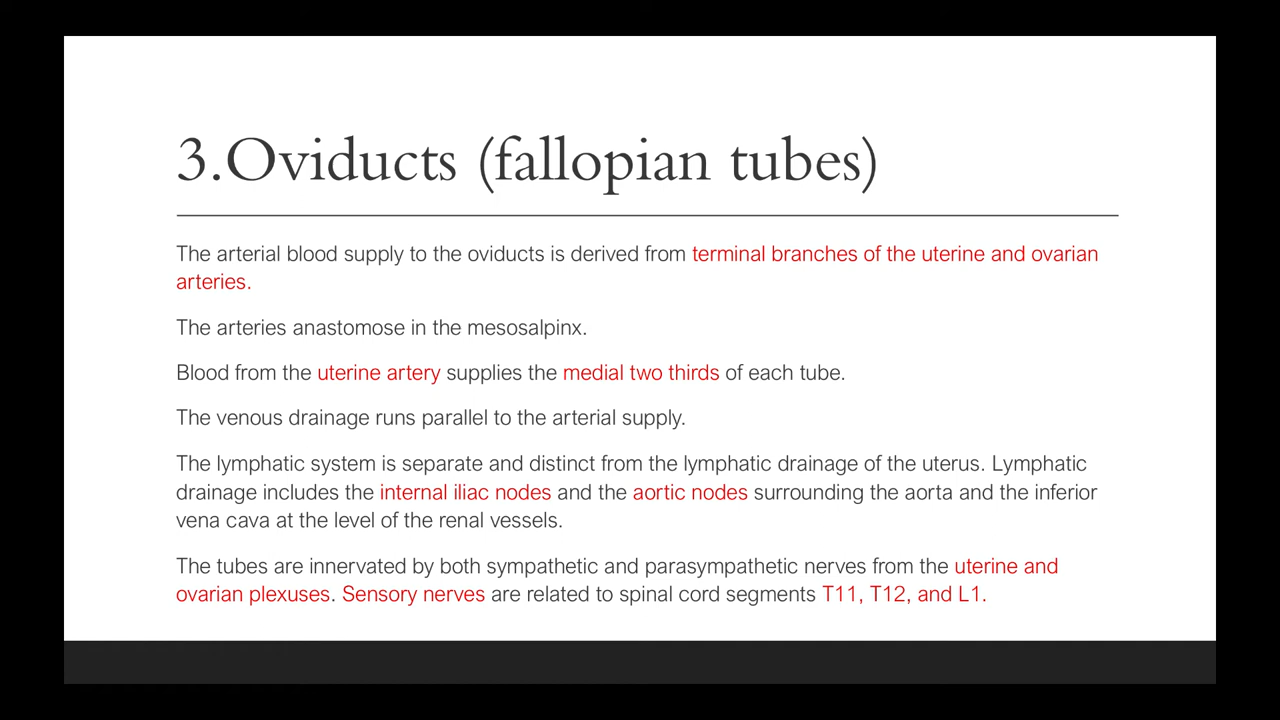 3.Oviducts (fallopian tubes)
The arterial blood supply to the oviducts is derived from terminal branches of the uterine and ovarian
arteries.
The arteries anastomose in the mesosalpinx.
Blood from the uterine artery supplies the medial two thirds of each tube.
The venous drainage runs parallel to the arterial supply.
The lymphatic system is separate and distinct from the lymphatic drainage of the uterus. Lymphatic
drainage includes the internal iliac nodes and the aortic nodes surrounding the aorta and the inferior
vena cava at the level of the renal vessels.
The tubes are innervated by both sympathetic and parasympathetic nerves from the uterine and
ovarian plexuses. Sensory nerves are related to spinal cord segments T11, T12, and L1.